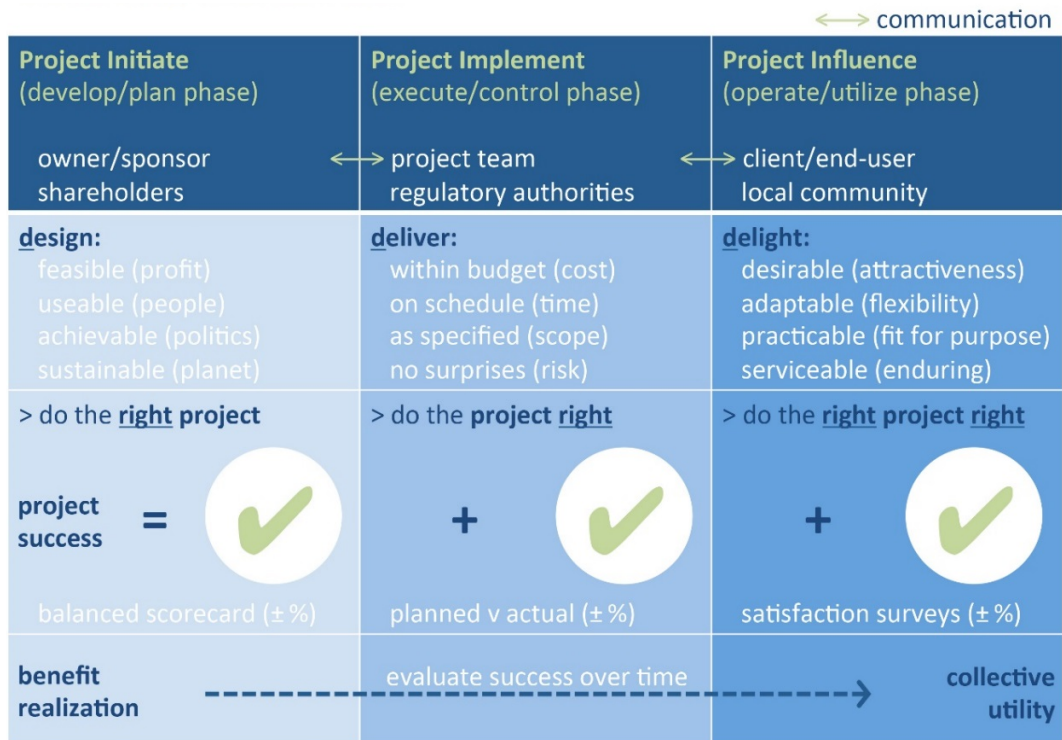 communication
Project Initiate
(develop/plan phase)
owner/sponsor
shareholders
Project Implement
(execute/control phase)
project team
regulatory authorities
Project Influence
(operate/utilize phase)
client/end-user
local community
design:
feasible (profit)
useable (people)
achievable (politics)
sustainable (planet)
deliver:
within budget (cost)
on schedule (time)
as specified (scope)
no surprises (risk)
delight:
desirable (attractiveness)
adaptable (flexibility)
practicable (fit for purpose)
serviceable (enduring)
> do the right project
> do the project right
> do the right project right
project
success
=
+
+
balanced scorecard (± %)
planned v actual (± %)
satisfaction surveys (± %)
benefit
realization
evaluate success over time
collective
utility